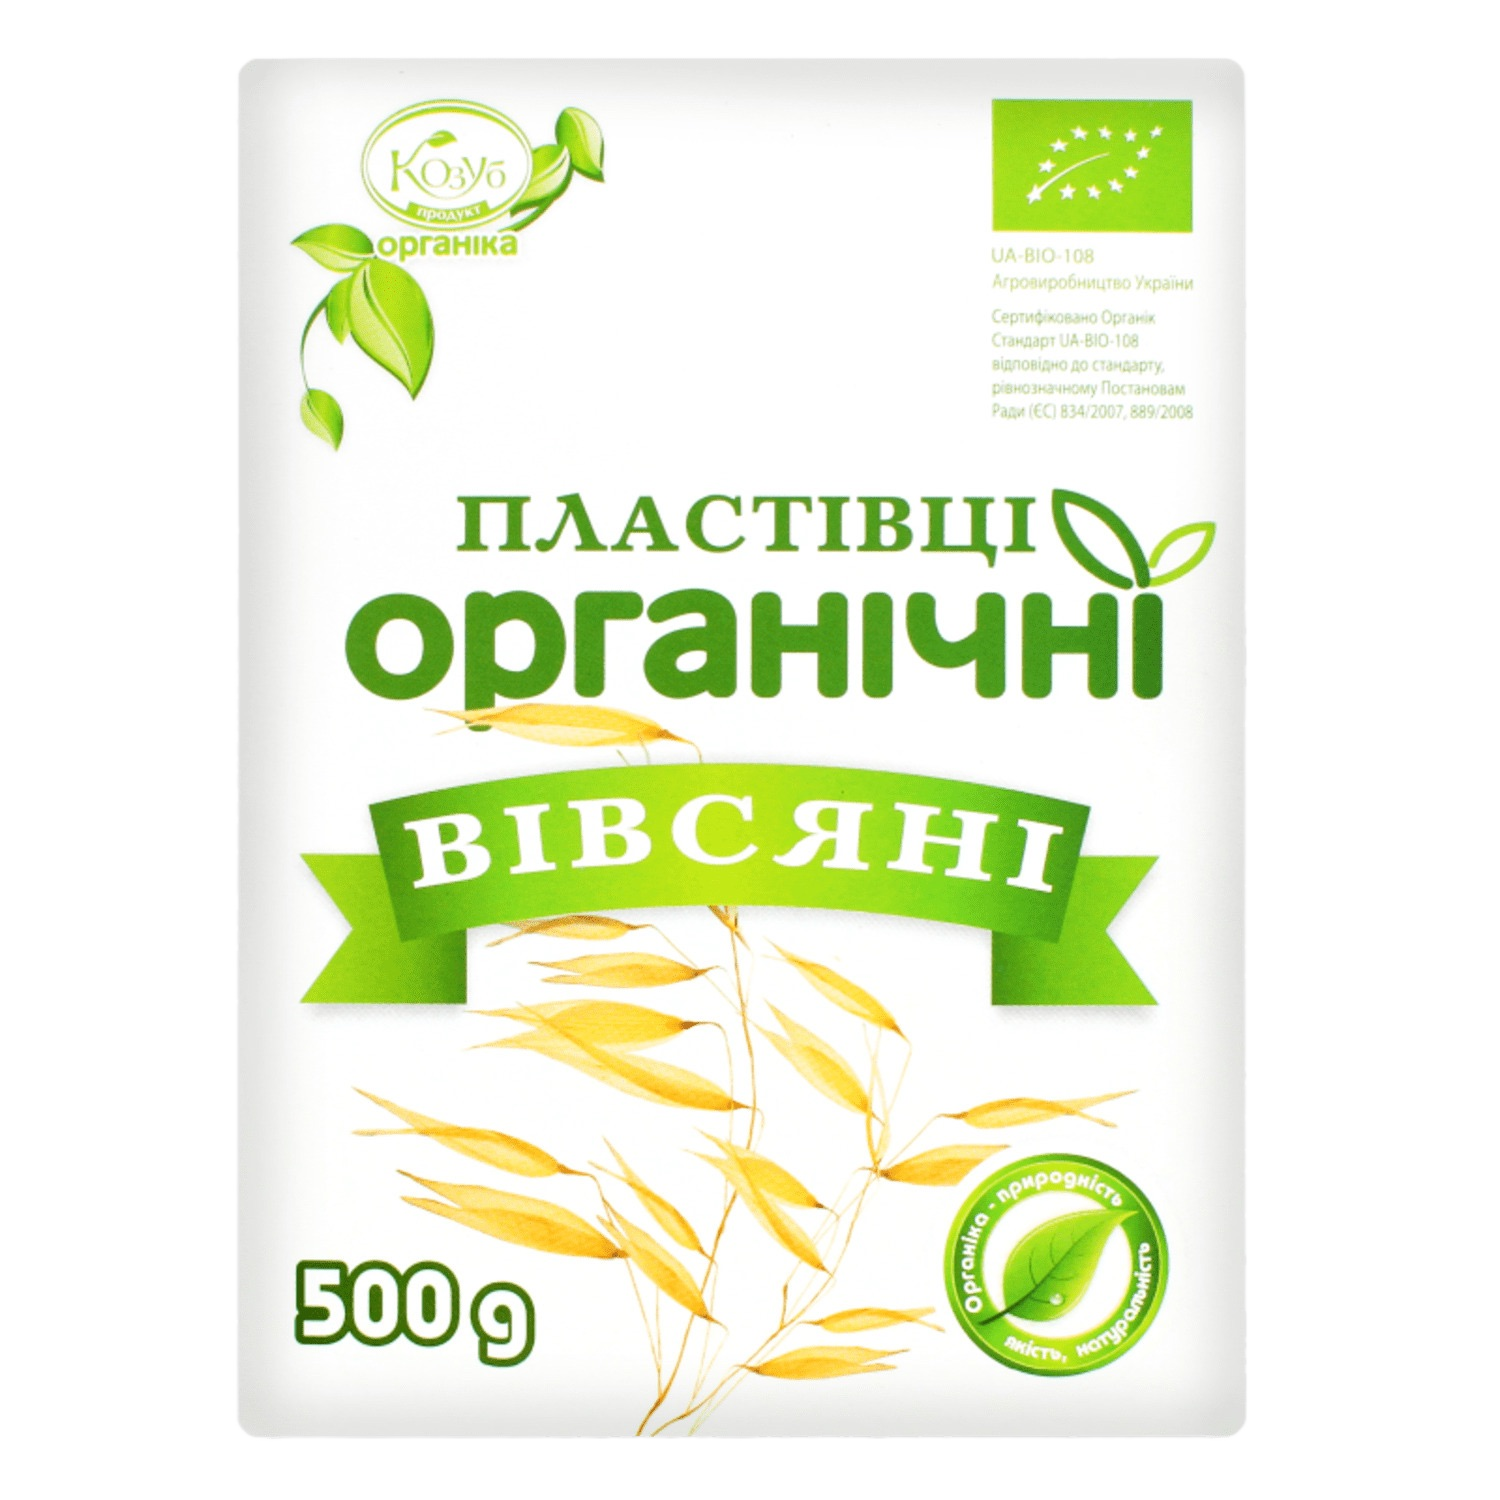 Козуб
продукт
органіка
UA-BIO-108
Агровиробництво України
Сертифіковано Органік
Стандарт UA-BIO-108
відповідно до стандарту,
рівнозначному Постановам
Ради (ЄС) 834/2007, 889/2008
ПЛАСТІВЦІ
органічні
ВІВСЯНІ
500 g
Органіка - природність
якість, натуральність